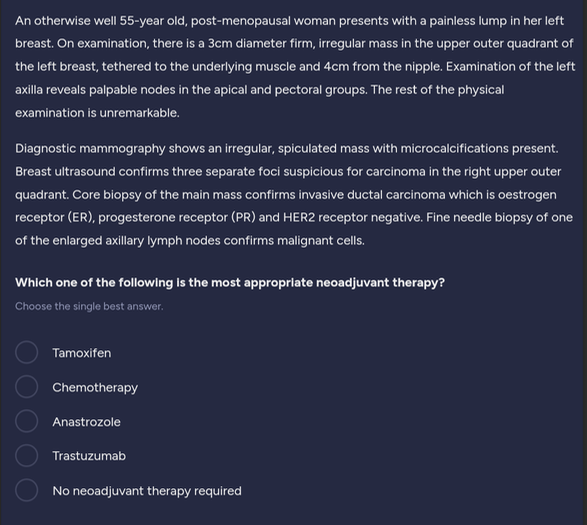 An otherwise well 55-year old, post-menopausal woman presents with a painless lump in her left
breast. On examination, there is a 3cm diameter firm, irregular mass in the upper outer quadrant of
the left breast, tethered to the underlying muscle and 4cm from the nipple. Examination of the left
axilla reveals palpable nodes in the apical and pectoral groups. The rest of the physical
examination is unremarkable.
Diagnostic mammography shows an irregular, spiculated mass with microcalcifications present.
Breast ultrasound confirms three separate foci suspicious for carcinoma in the right upper outer
quadrant. Core biopsy of the main mass confirms invasive ductal carcinoma which is oestrogen
receptor (ER), progesterone receptor (PR) and HER2 receptor negative. Fine needle biopsy of one
of the enlarged axillary lymph nodes confirms malignant cells.
Which one of the following is the most appropriate neoadjuvant therapy?
Choose the single best answer.
Tamoxifen
Chemotherapy
Anastrozole
Trastuzumab
No neoadjuvant therapy required